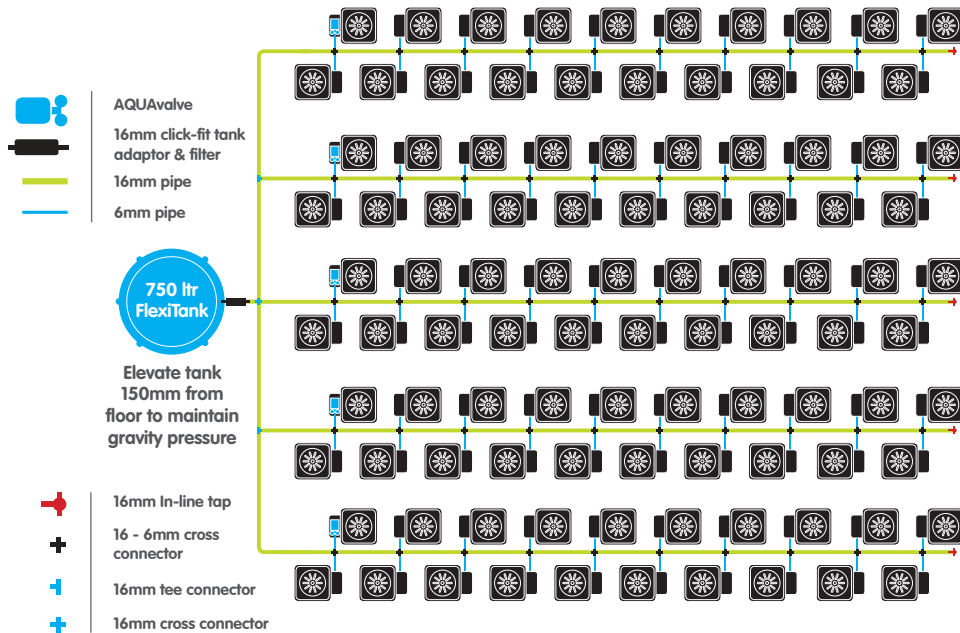 AQUAvalve
16mm click-fit tank
adaptor & filter
16mm pipe
6mm pipe
750 ltr
FlexiTank
Elevate tank
150mm from
floor to maintain
gravity pressure
16mm In-line tap
16 - 6mm cross
connector
16mm tee connector
16mm cross connector